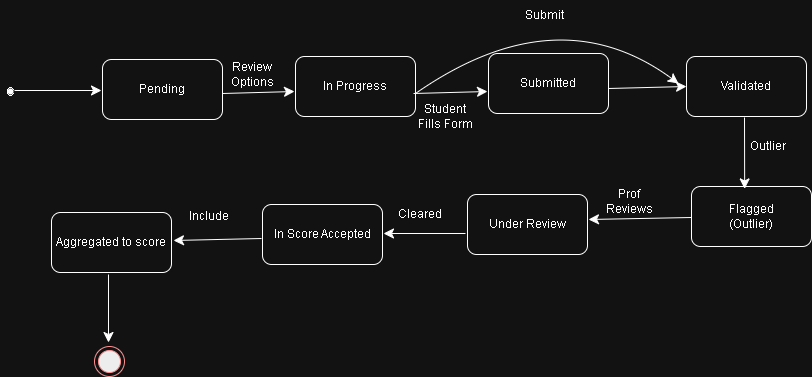 Submit
Review
Options
Pending
In Progress
Submitted
Validated
Student
Fills Form
Outlier
Prof
Reviews
Flagged
(Outlier)
Under Review
Cleared
In Score Accepted
Include
Aggregated to score